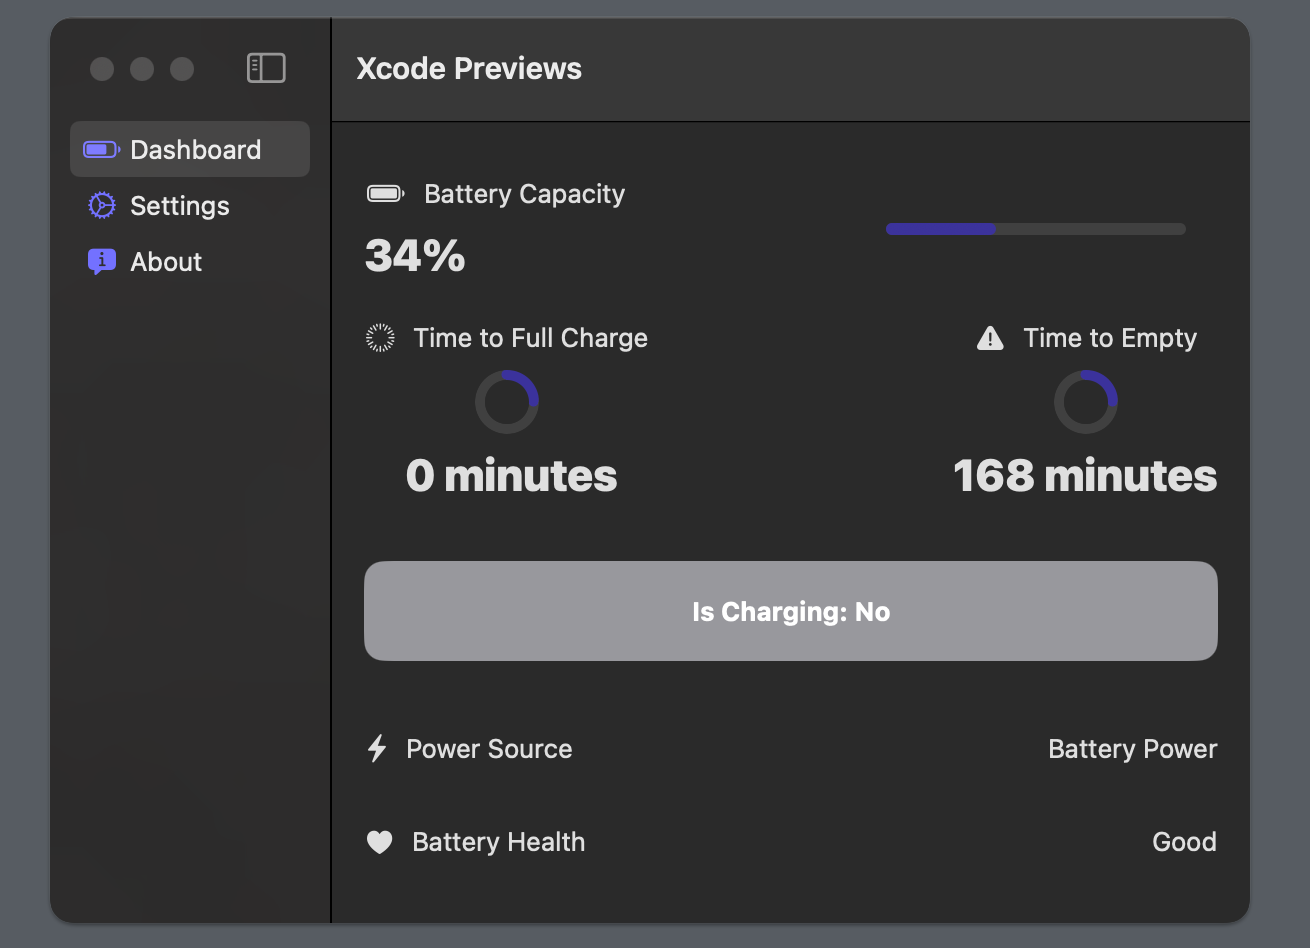 Xcode Previews
Dashboard
Settings
About
Battery Capacity
34%
Time to Full Charge
0 minutes
Time to Empty
168 minutes
Is Charging: No
Power Source
Battery Power
Battery Health
Good